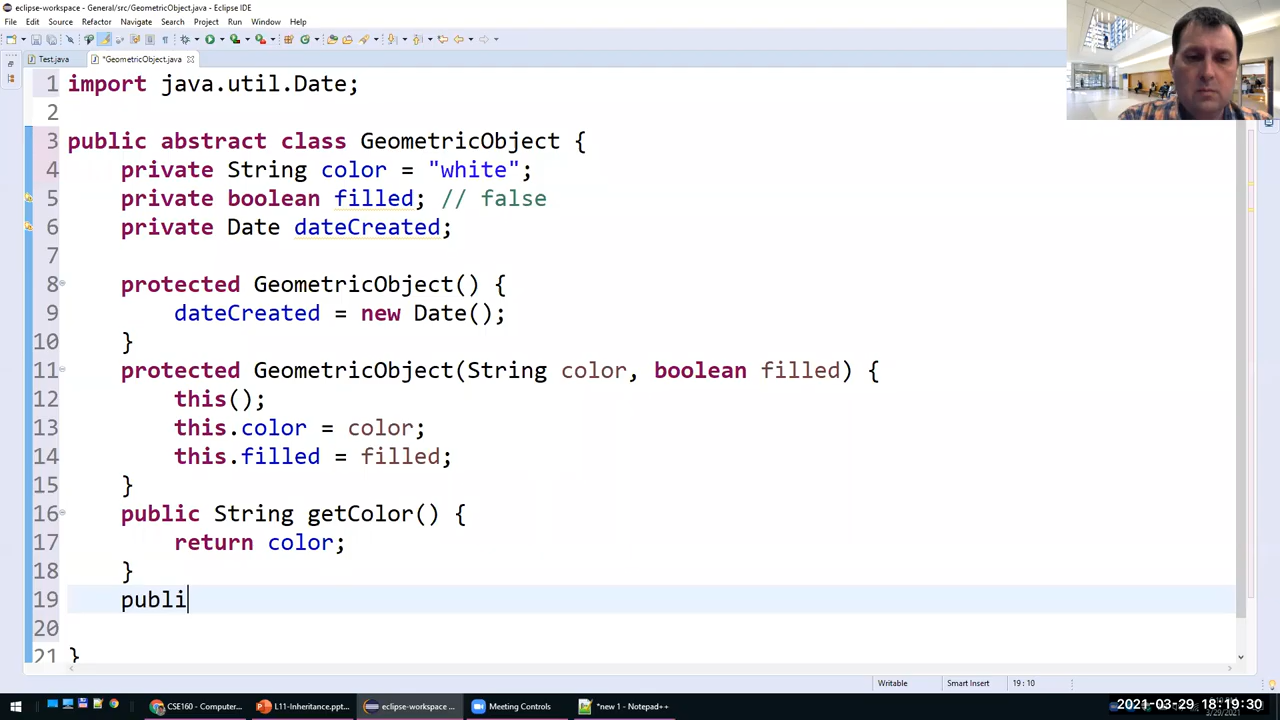 eclipse-workspace - General/src/GeometricObject.java - Eclipse IDE
File Edit Source Refactor Navigate Search Project Run Window Help
Test.java *GeometricObject.java
1 import java.util.Date;
2
3 public abstract class GeometricObject {
4 private String color = "white";
5 private boolean filled; // false
6 private Date dateCreated;
7
8 protected GeometricObject() {
9 dateCreated = new Date();
10 }
11 protected GeometricObject(String color, boolean filled) {
12 this();
13 this.color = color;
14 this.filled = filled;
15 }
16 public String getColor() {
17 return color;
18 }
19 publi
20
21 }
Writable Smart Insert 19 : 10
CSE160 - Computer... L11-Inheritance.ppt... eclipse-workspace ... Meeting Controls *new 1 - Notepad++
2021-03-29 18:19:30